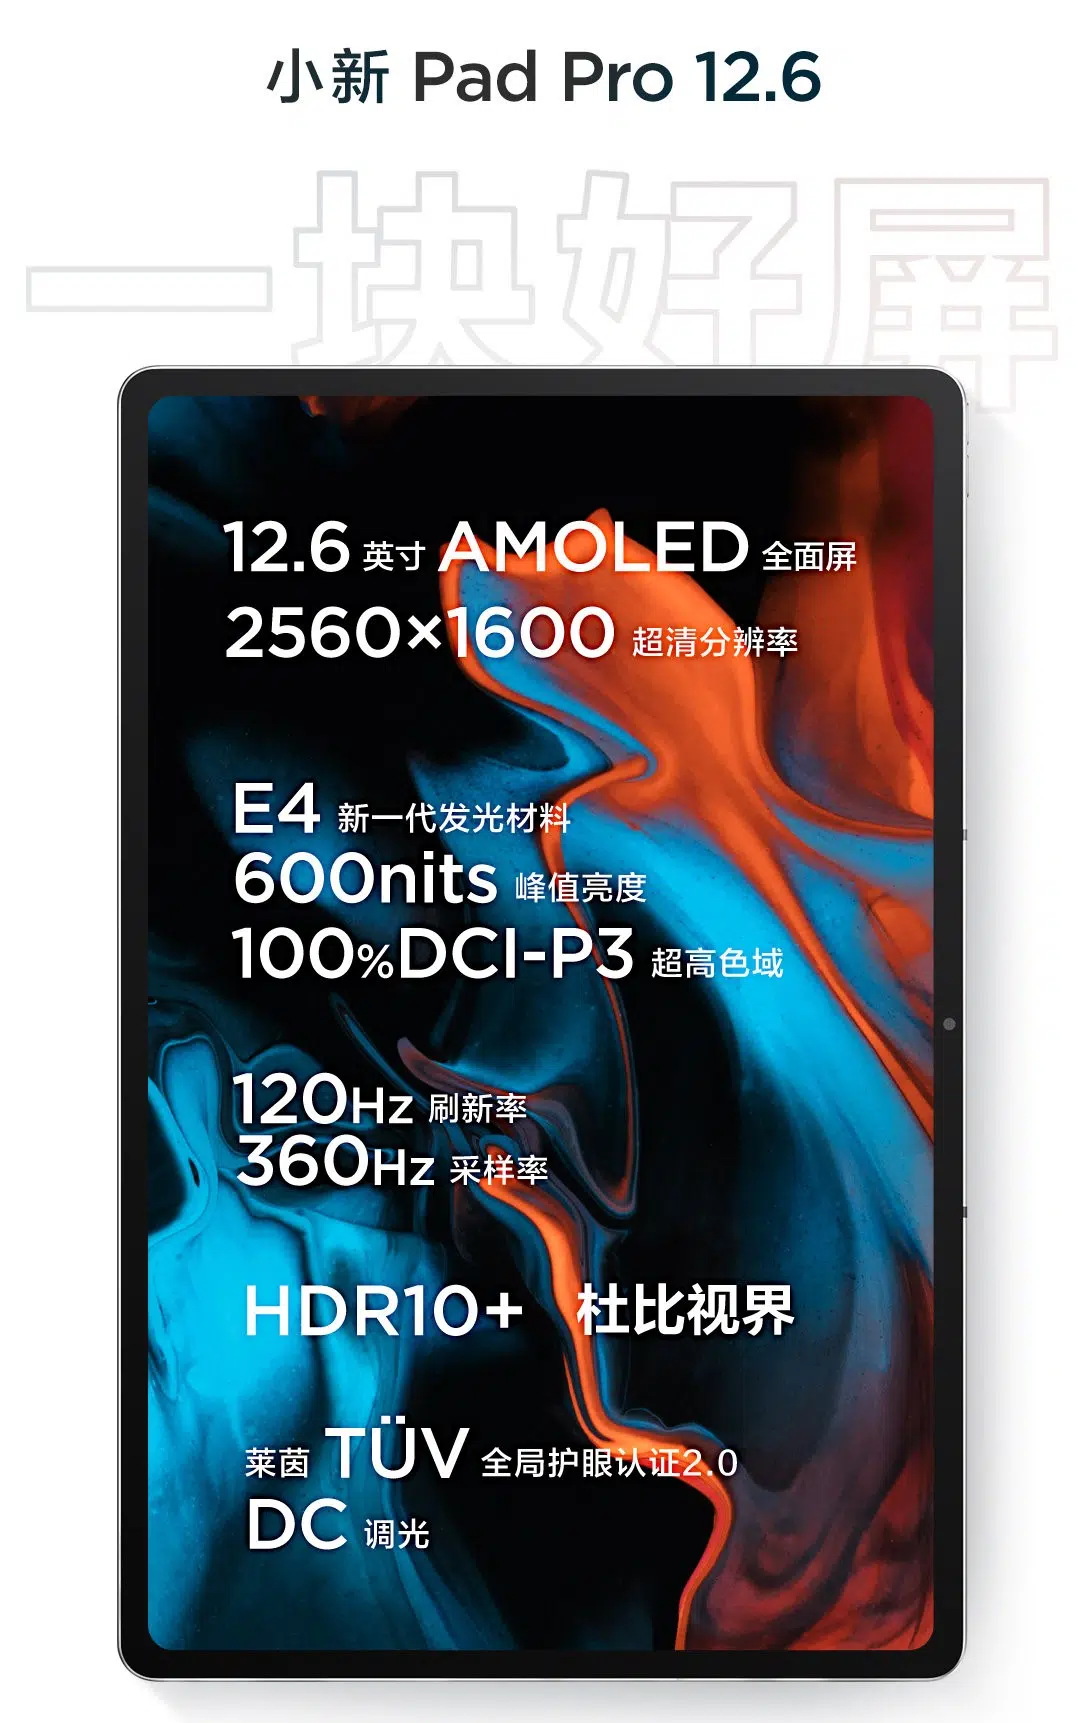 小新 Pad Pro 12.6
一块好屏
12.6 英寸 AMOLED 全面屏
2560×1600 超清分辨率
E4 新一代发光材料
600nits 峰值亮度
100%DCI-P3 超高色域
120Hz 刷新率
360Hz 采样率
HDR10+ 杜比视界
莱茵 TÜV 全局护眼认证2.0
DC 调光